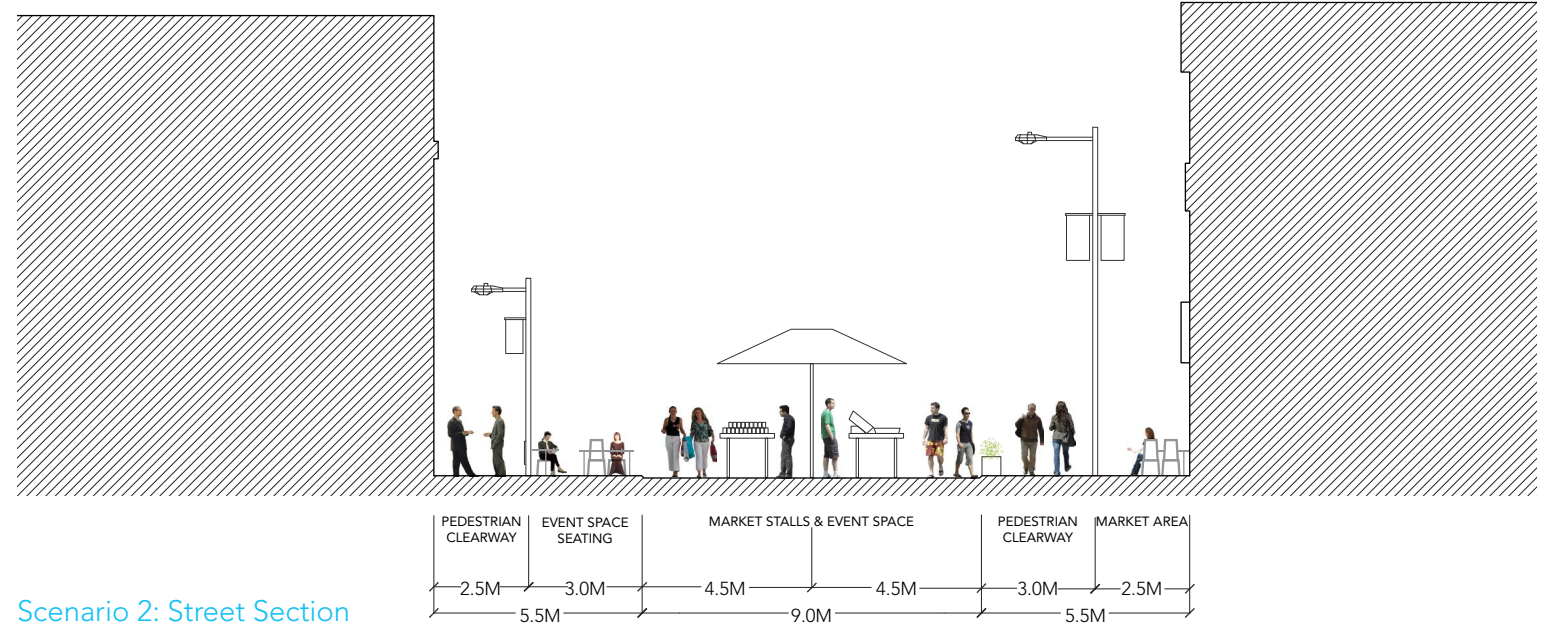 PEDESTRIAN
CLEARWAY
EVENT SPACE
SEATING
MARKET STALLS & EVENT SPACE
PEDESTRIAN
CLEARWAY
MARKET AREA
2.5M
3.0M
4.5M
4.5M
3.0M
2.5M
5.5M
9.0M
5.5M
Scenario 2: Street Section